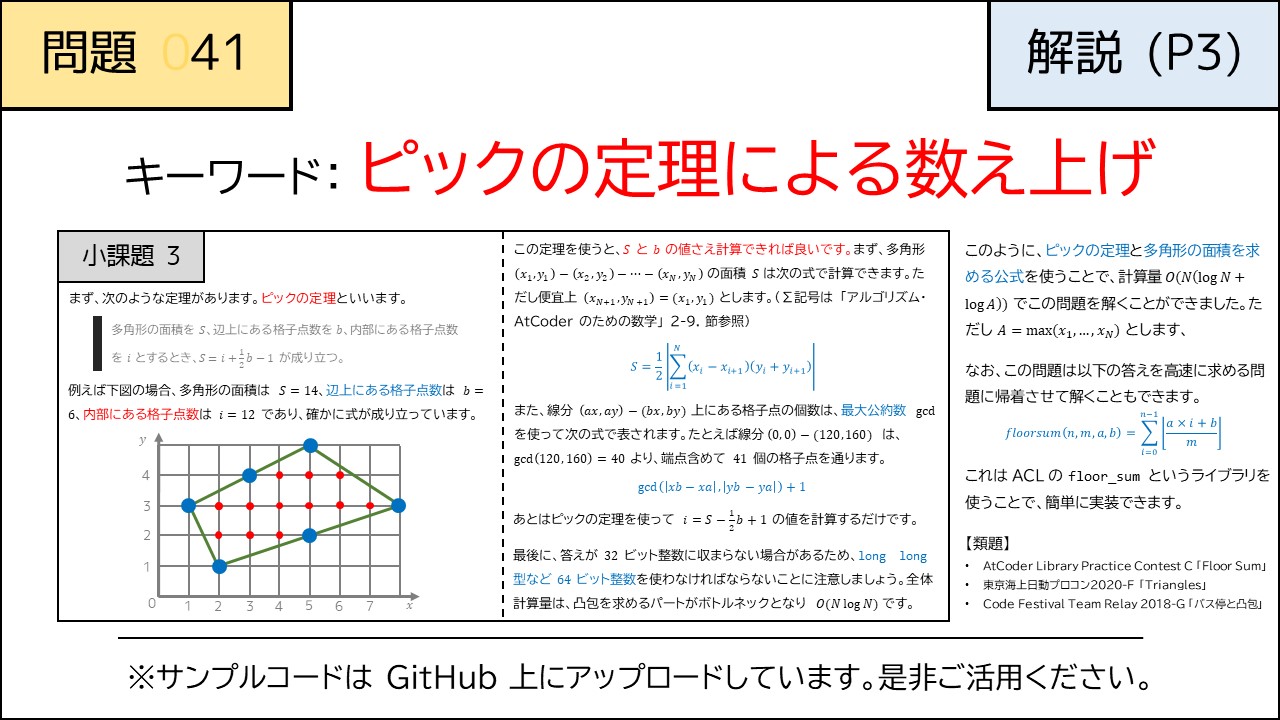 問題 041
解説 (P3)
キーワード: ピックの定理による数え上げ
小課題 3
まず、次のような定理があります。ピックの定理といいます。
多角形の面積を S、辺上にある格子点数を b、内部にある格子点数
を i とするとき、S = i + 1/2 b − 1 が成り立つ。
例えば下図の場合、多角形の面積は S = 14、辺上にある格子点数は b =
6、内部にある格子点数は i = 12 であり、確かに式が成り立っています。
y
4
3
2
1
0 1 2 3 4 5 6 7 x
この定理を使うと、S と b の値さえ計算できれば良いです。まず、多角形
(x1, y1) − (x2, y2) − ⋯ − (xN, yN) の面積 S は次の式で計算できます。た
だし便宜上 (xN+1, yN+1) = (x1, y1) とします。(Σ記号は 「アルゴリズム・
AtCoder のための数学」 2-9. 節参照)
S = 1/2 |∑_{i=1}^{N} (xi − xi+1)(yi + yi+1)|
また、線分 (ax, ay) − (bx, by) 上にある格子点の個数は、最大公約数 gcd
を使って次の式で表されます。たとえば線分 (0, 0) − (120, 160) は、
gcd(120, 160) = 40 より、端点含めて 41 個の格子点を通ります。
gcd(|xb − xa|, |yb − ya|) + 1
あとはピックの定理を使って i = S − 1/2 b + 1 の値を計算するだけです。
最後に、答えが 32 ビット整数に収まらない場合があるため、long long
型など 64 ビット整数を使わなければならないことに注意しましょう。全体
計算量は、凸包を求めるパートがボトルネックとなり O(N log N) です。
このように、ピックの定理と多角形の面積を求
める公式を使うことで、計算量 O(N(log N +
log A)) でこの問題を解くことができました。た
だし A = max(x1, … , xN) とします、
なお、この問題は以下の答えを高速に求める問
題に帰着させて解くこともできます。
floorsum(n, m, a, b) = ∑_{i=0}^{n−1} ⌊(a × i + b)/m⌋
これは ACL の floor_sum というライブラリを
使うことで、簡単に実装できます。
【類題】
• AtCoder Library Practice Contest C 「Floor Sum」
• 東京海上日動プロコン2020-F 「Triangles」
• Code Festival Team Relay 2018-G 「バス停と凸包」
※サンプルコードは GitHub 上にアップロードしています。是非ご活用ください。